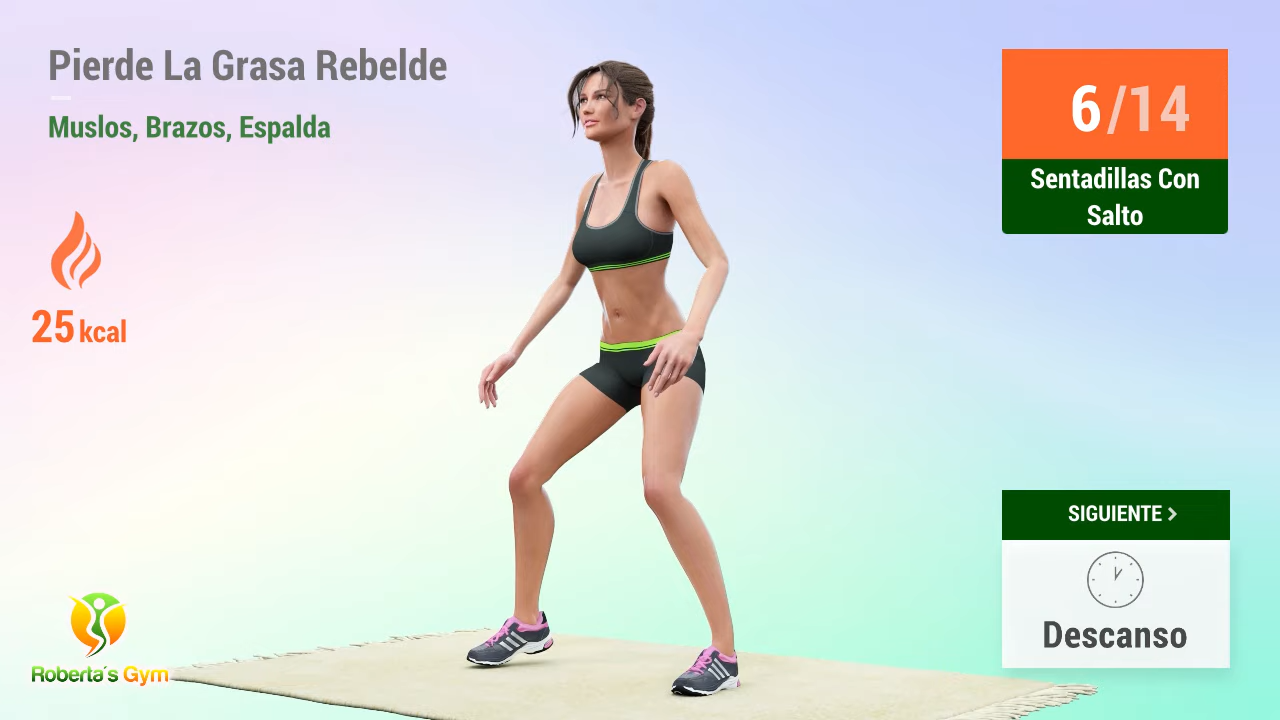 Pierde La Grasa Rebelde
Muslos, Brazos, Espalda
6/14
Sentadillas Con
Salto
25 kcal
SIGUIENTE >
Descanso
Roberta´s Gym